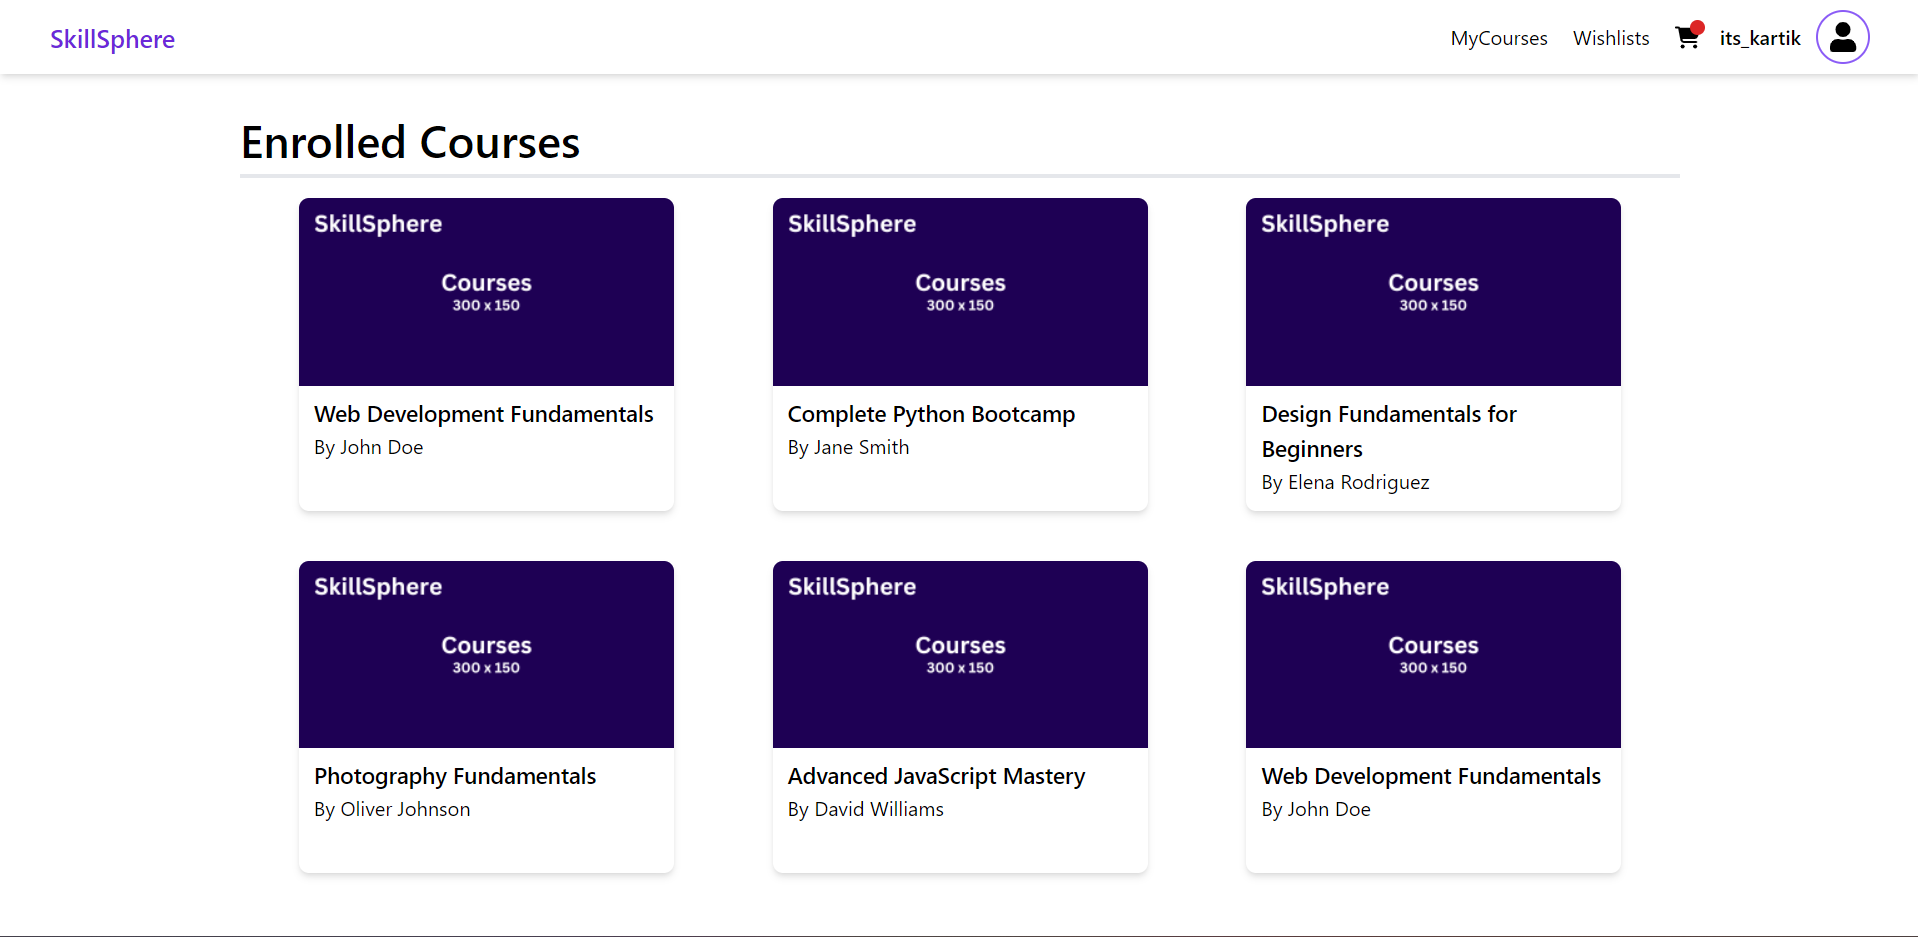 SkillSphere
MyCourses
Wishlists
its_kartik
Enrolled Courses
SkillSphere
Courses
300 x 150
Web Development Fundamentals
By John Doe
SkillSphere
Courses
300 x 150
Complete Python Bootcamp
By Jane Smith
SkillSphere
Courses
300 x 150
Design Fundamentals for
Beginners
By Elena Rodriguez
SkillSphere
Courses
300 x 150
Photography Fundamentals
By Oliver Johnson
SkillSphere
Courses
300 x 150
Advanced JavaScript Mastery
By David Williams
SkillSphere
Courses
300 x 150
Web Development Fundamentals
By John Doe